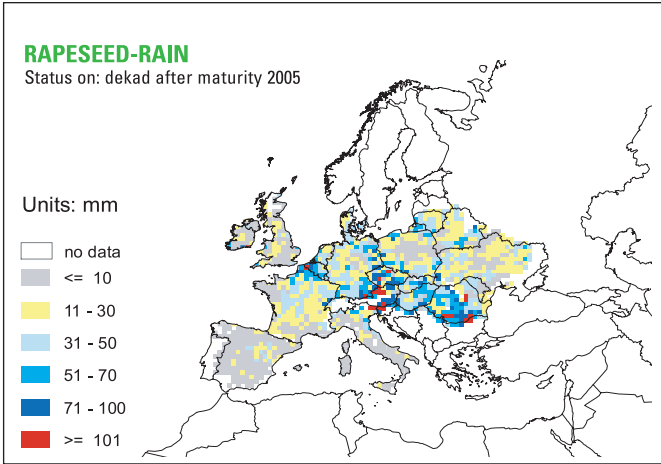 RAPESEED-RAIN
Status on: dekad after maturity 2005
Units: mm
no data
<= 10
11 - 30
31 - 50
51 - 70
71 - 100
>= 101